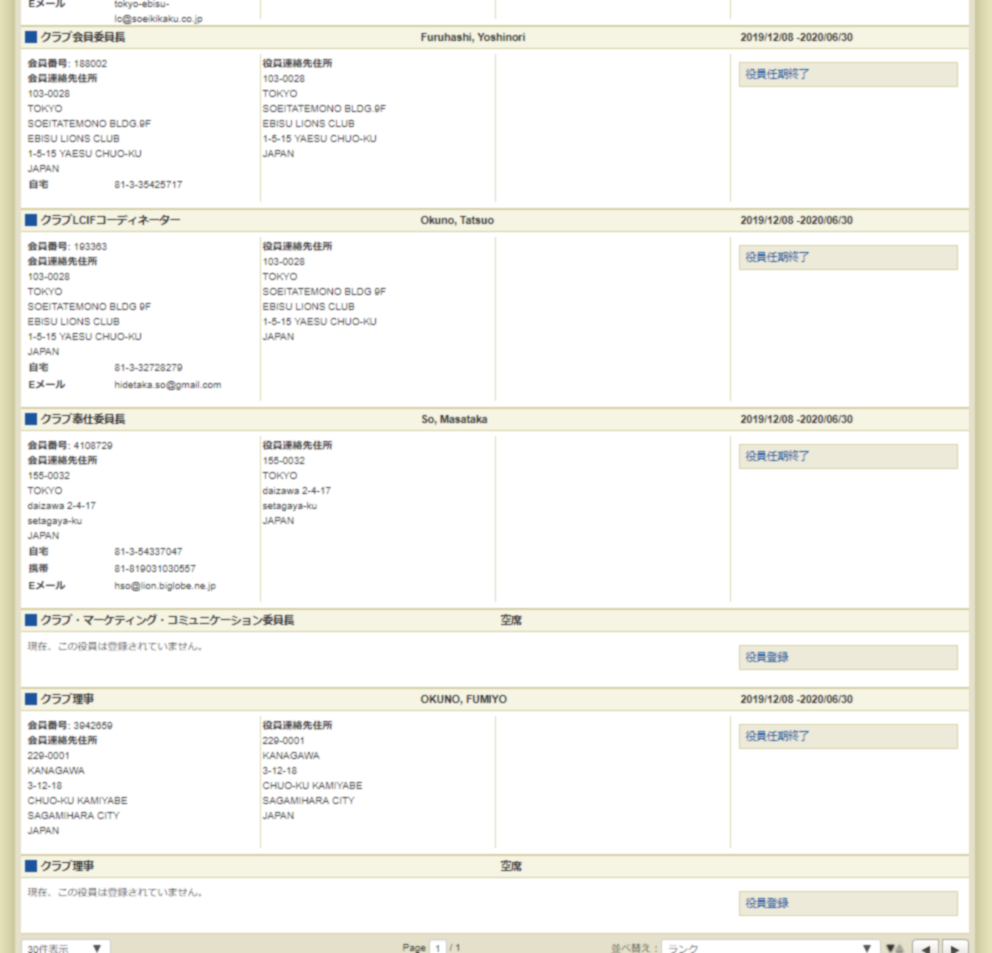 Eメール tokyo-ebisu-
lc@soeikikaku.co.jp
クラブ会員委員長 Furuhashi, Yoshinori 2019/12/08 -2020/06/30
会員番号: 188002 役員連絡先住所 役員任期終了
会員連絡先住所 103-0028
103-0028 TOKYO
TOKYO SOEITATEMONO BLDG.9F
SOEITATEMONO BLDG.9F EBISU LIONS CLUB
EBISU LIONS CLUB 1-5-15 YAESU CHUO-KU
1-5-15 YAESU CHUO-KU JAPAN
JAPAN
自宅 81-3-35425717
クラブLCIFコーディネーター Okuno, Tatsuo 2019/12/08 -2020/06/30
会員番号: 193363 役員連絡先住所 役員任期終了
会員連絡先住所 103-0028
103-0028 TOKYO
TOKYO SOEITATEMONO BLDG 9F
SOEITATEMONO BLDG 9F EBISU LIONS CLUB
EBISU LIONS CLUB 1-5-15 YAESU CHUO-KU
1-5-15 YAESU CHUO-KU JAPAN
JAPAN
自宅 81-3-32728279
Eメール hidetaka.so@gmail.com
クラブ奉仕委員長 So, Masataka 2019/12/08 -2020/06/30
会員番号: 4108729 役員連絡先住所 役員任期終了
会員連絡先住所 155-0032
155-0032 TOKYO
TOKYO daizawa 2-4-17
daizawa 2-4-17 setagaya-ku
setagaya-ku JAPAN
JAPAN
自宅 81-3-54337047
携帯 81-819031030557
Eメール hso@lion.biglobe.ne.jp
クラブ・マーケティング・コミュニケーション委員長 空席
現在、この役員は登録されていません。 役員登録
クラブ理事 OKUNO, FUMIYO 2019/12/08 -2020/06/30
会員番号: 3942659 役員連絡先住所 役員任期終了
会員連絡先住所 229-0001
229-0001 KANAGAWA
KANAGAWA 3-12-18
3-12-18 CHUO-KU KAMIYABE
CHUO-KU KAMIYABE SAGAMIHARA CITY
SAGAMIHARA CITY JAPAN
JAPAN
クラブ理事 空席
現在、この役員は登録されていません。 役員登録
30件表示 Page 1 / 1 並べ替え： ランク